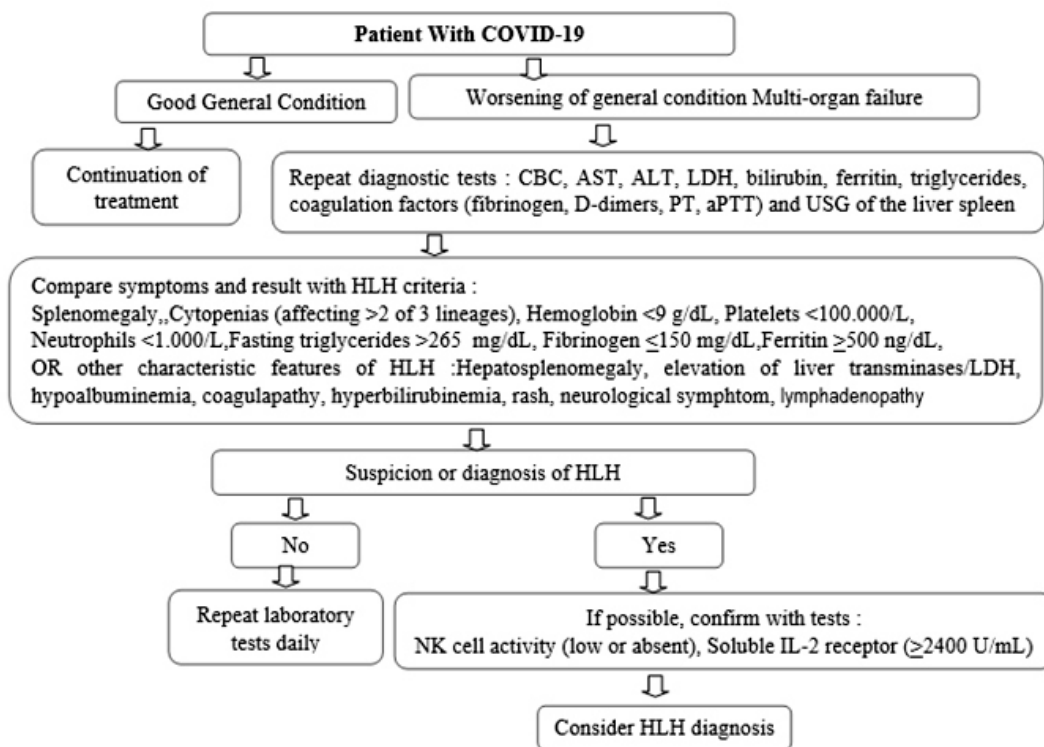 Patient With COVID-19
Good General Condition
Worsening of general condition Multi-organ failure
Continuation of
treatment
Repeat diagnostic tests : CBC, AST, ALT, LDH, bilirubin, ferritin, triglycerides,
coagulation factors (fibrinogen, D-dimers, PT, aPTT) and USG of the liver spleen
Compare symptoms and result with HLH criteria :
Splenomegaly,,Cytopenias (affecting >2 of 3 lineages), Hemoglobin <9 g/dL, Platelets <100.000/L,
Neutrophils <1.000/L,Fasting triglycerides >265 mg/dL, Fibrinogen ≤150 mg/dL,Ferritin ≥500 ng/dL,
OR other characteristic features of HLH :Hepatosplenomegaly, elevation of liver transminases/LDH,
hypoalbuminemia, coagulapathy, hyperbilirubinemia, rash, neurological symphtom, lymphadenopathy
Suspicion or diagnosis of HLH
No
Yes
Repeat laboratory
tests daily
If possible, confirm with tests :
NK cell activity (low or absent), Soluble IL-2 receptor (≥2400 U/mL)
Consider HLH diagnosis